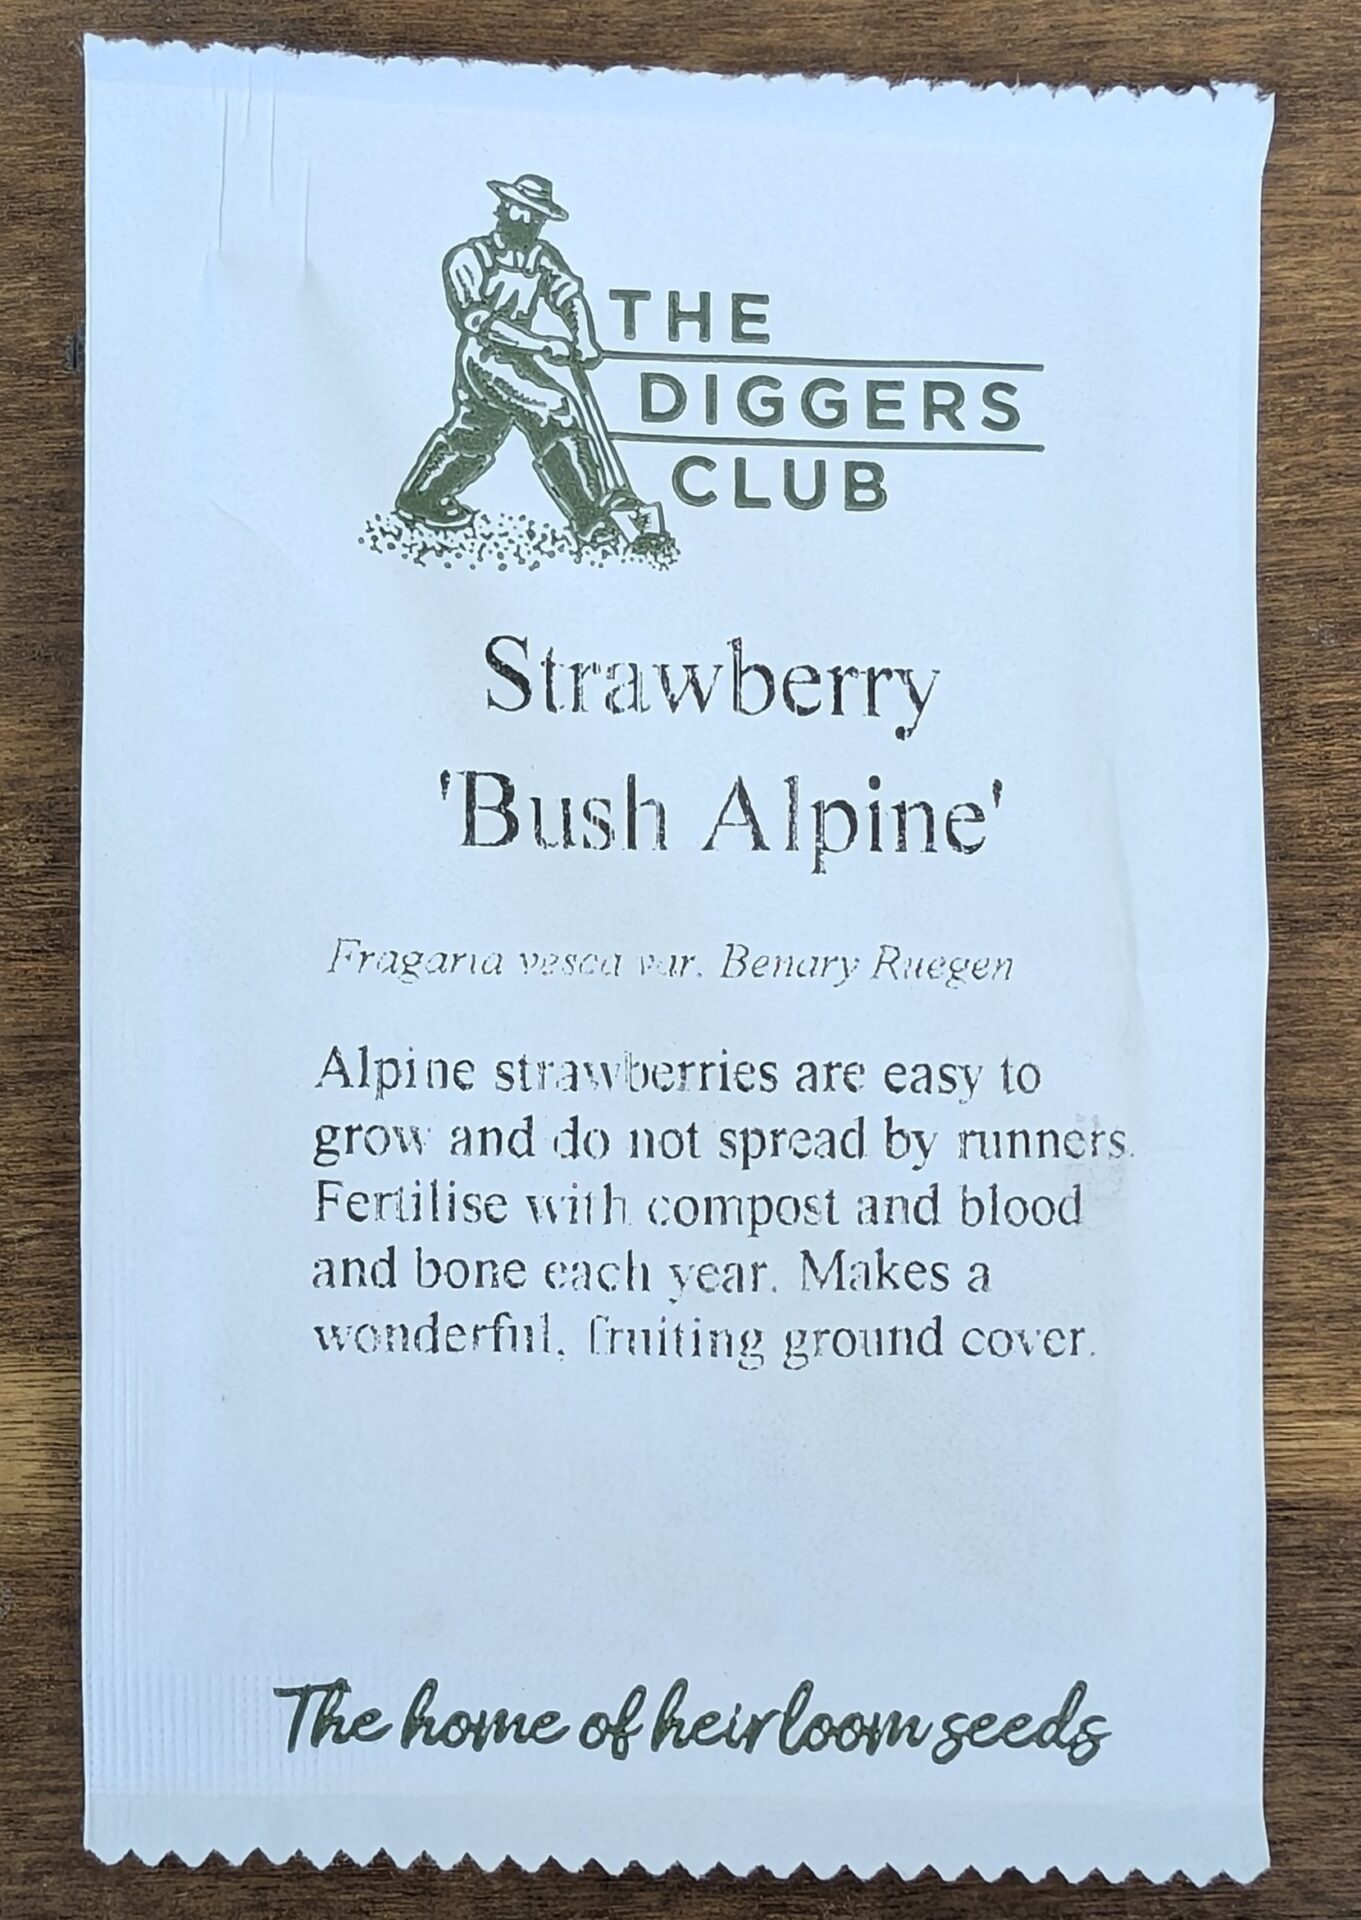 THE
DIGGERS
CLUB
Strawberry
'Bush Alpine'
Fragaria vesca var. Benary Ruegen
Alpine strawberries are easy to
grow and do not spread by runners.
Fertilise with compost and blood
and bone each year. Makes a
wonderful, fruiting ground cover.
The home of heirloom seeds